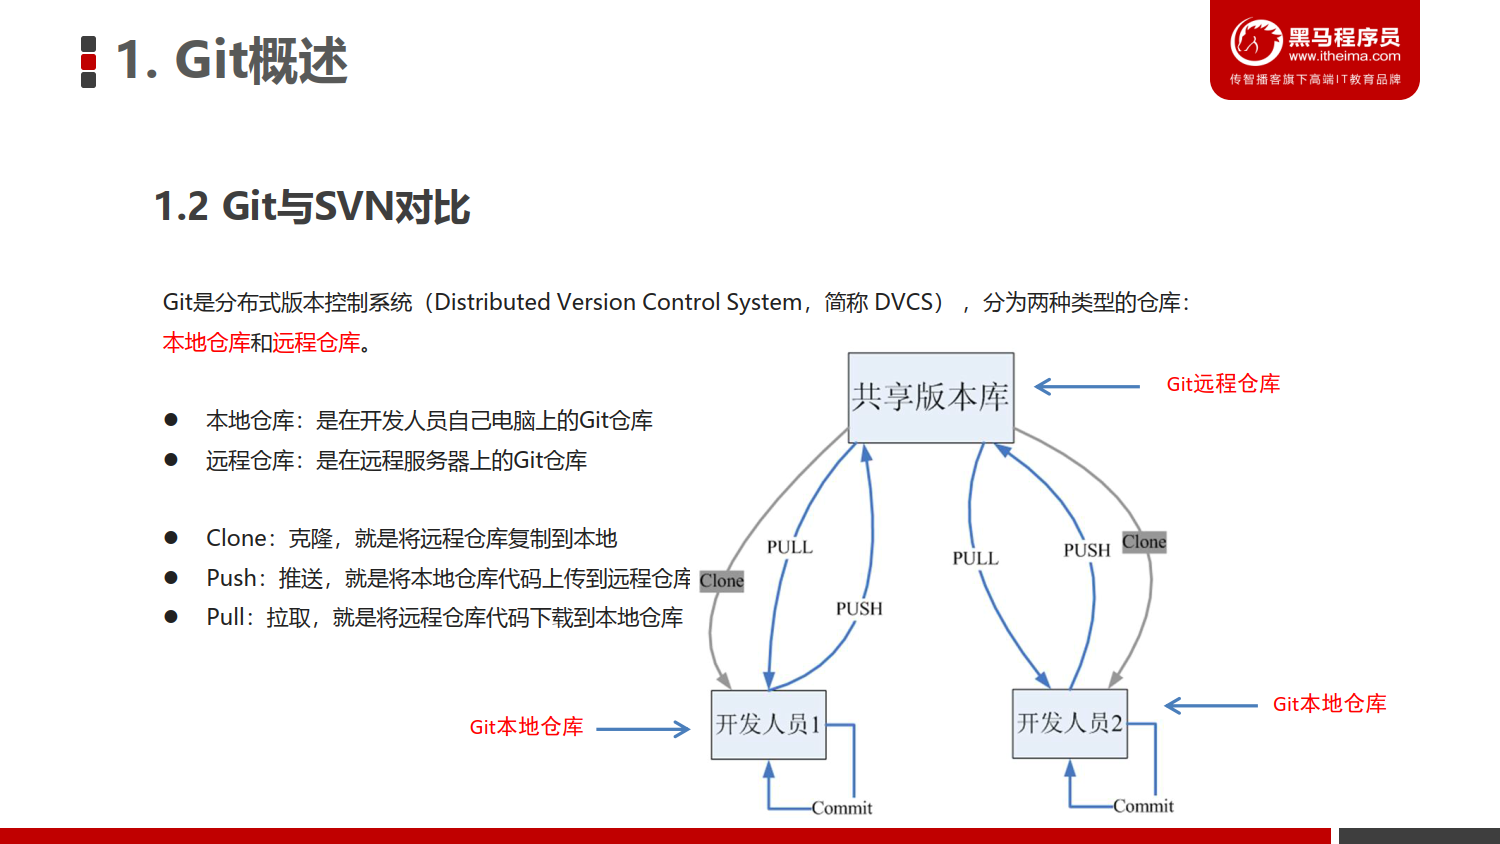 1. Git概述
黑马程序员
www.itheima.com
传智播客旗下高端IT教育品牌
1.2 Git与SVN对比
Git是分布式版本控制系统（Distributed Version Control System，简称 DVCS），分为两种类型的仓库：
本地仓库和远程仓库。
● 本地仓库：是在开发人员自己电脑上的Git仓库
● 远程仓库：是在远程服务器上的Git仓库
● Clone：克隆，就是将远程仓库复制到本地
● Push：推送，就是将本地仓库代码上传到远程仓库
● Pull：拉取，就是将远程仓库代码下载到本地仓库
共享版本库
Git远程仓库
PULL
PUSH
Clone
PULL
PUSH
Clone
Git本地仓库
开发人员1
Commit
开发人员2
Commit
Git本地仓库